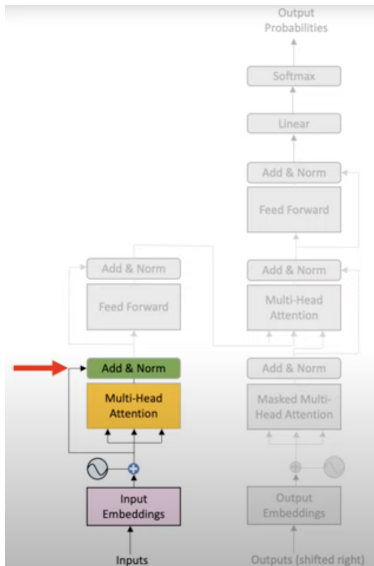 Output
Probabilities
Softmax
Linear
Add & Norm
Feed Forward
Add & Norm
Multi-Head
Attention
Add & Norm
Masked Multi-
Head Attention
Output
Embeddings
Outputs (shifted right)
Add & Norm
Feed Forward
Add & Norm
Multi-Head
Attention
Input
Embeddings
Inputs